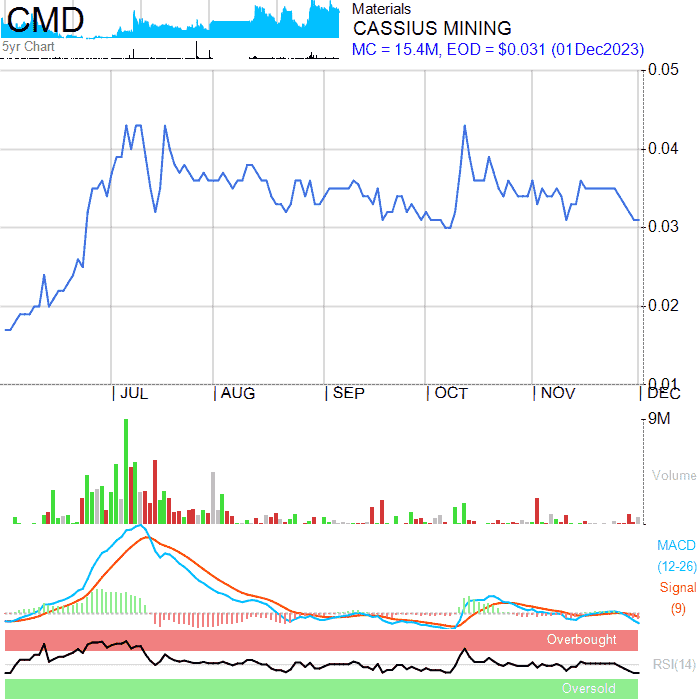 CMD
Materials
CASSIUS MINING
MC = 15.4M, EOD = $0.031 (01Dec2023)
5yr Chart
0.05
0.04
0.03
0.02
0.01
| JUL | AUG | SEP | OCT | NOV | DEC
9M
Volume
MACD
(12-26)
Signal
(9)
Overbought
RSI(14)
Oversold